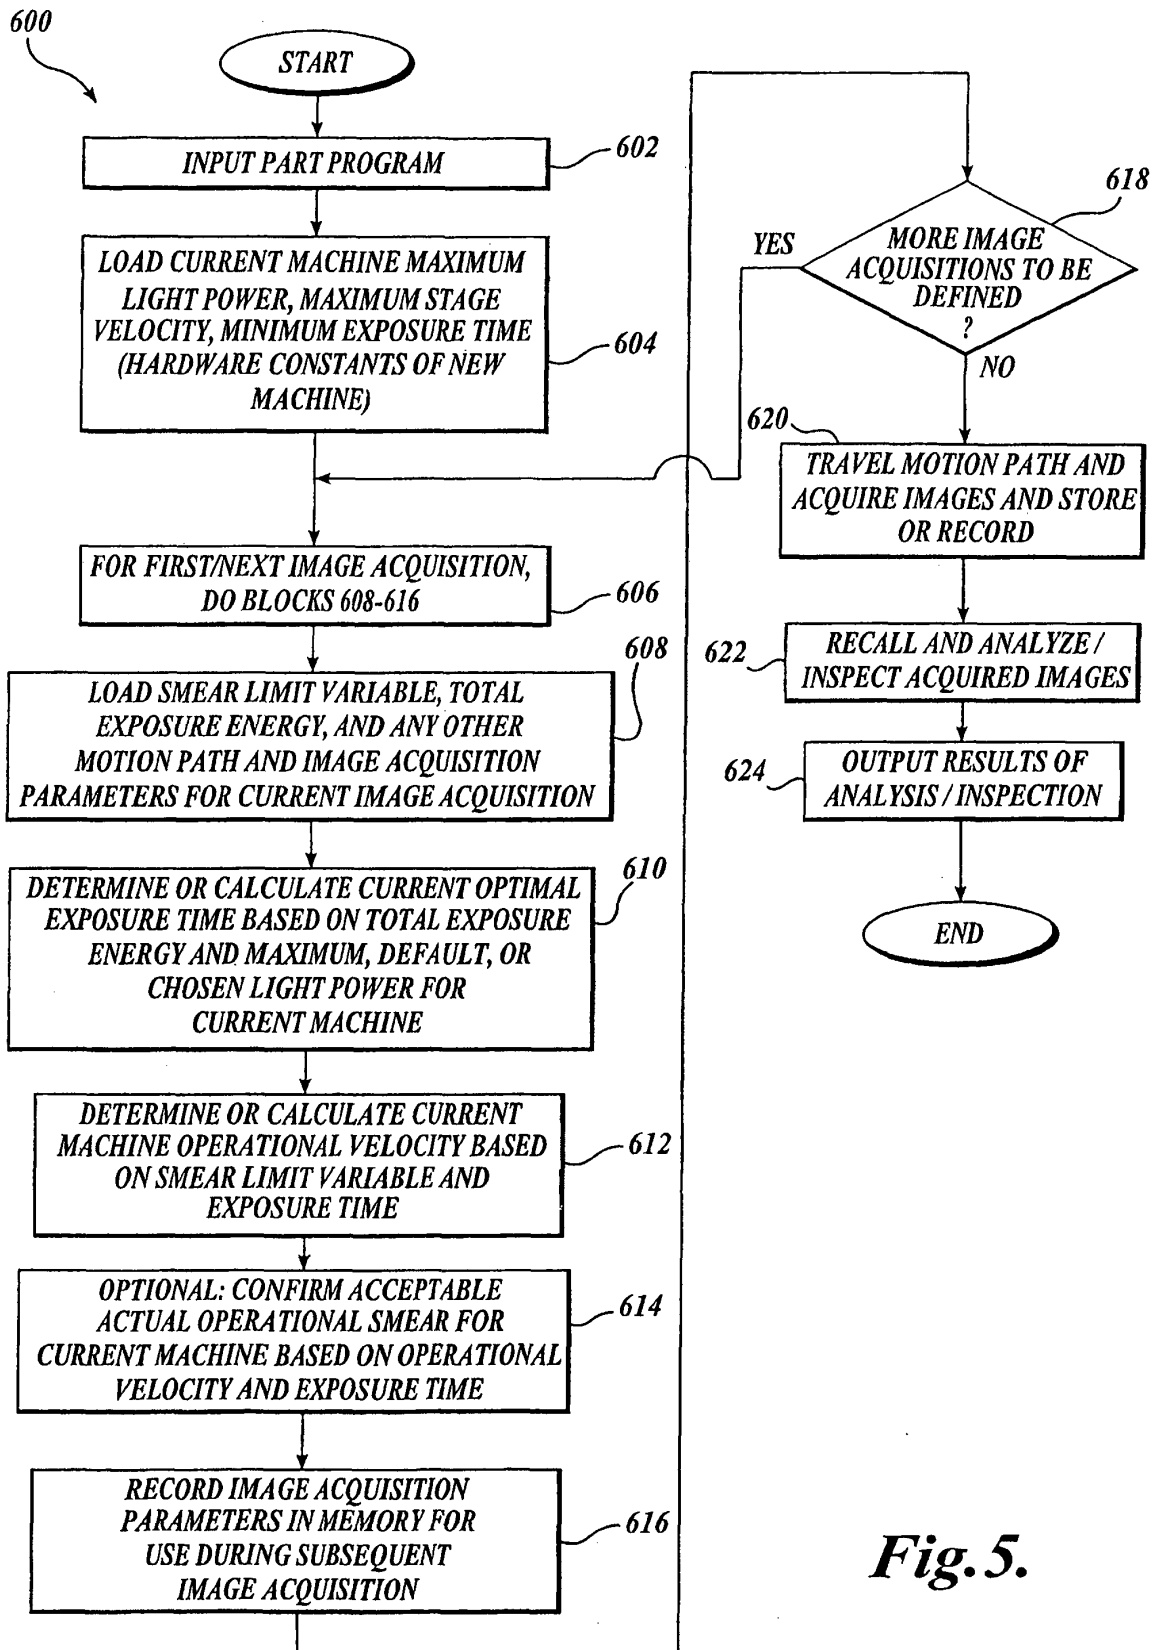 600
START
INPUT PART PROGRAM
602
LOAD CURRENT MACHINE MAXIMUM
LIGHT POWER, MAXIMUM STAGE
VELOCITY, MINIMUM EXPOSURE TIME
(HARDWARE CONSTANTS OF NEW
MACHINE)
604
FOR FIRST/NEXT IMAGE ACQUISITION,
DO BLOCKS 608-616
606
608
LOAD SMEAR LIMIT VARIABLE, TOTAL
EXPOSURE ENERGY, AND ANY OTHER
MOTION PATH AND IMAGE ACQUISITION
PARAMETERS FOR CURRENT IMAGE ACQUISITION
610
DETERMINE OR CALCULATE CURRENT OPTIMAL
EXPOSURE TIME BASED ON TOTAL EXPOSURE
ENERGY AND MAXIMUM, DEFAULT, OR
CHOSEN LIGHT POWER FOR
CURRENT MACHINE
DETERMINE OR CALCULATE CURRENT
MACHINE OPERATIONAL VELOCITY BASED
ON SMEAR LIMIT VARIABLE AND
EXPOSURE TIME
612
OPTIONAL: CONFIRM ACCEPTABLE
ACTUAL OPERATIONAL SMEAR FOR
CURRENT MACHINE BASED ON OPERATIONAL
VELOCITY AND EXPOSURE TIME
614
RECORD IMAGE ACQUISITION
PARAMETERS IN MEMORY FOR
USE DURING SUBSEQUENT
IMAGE ACQUISITION
616
618
YES
MORE IMAGE
ACQUISITIONS TO BE
DEFINED
?
NO
620
TRAVEL MOTION PATH AND
ACQUIRE IMAGES AND STORE
OR RECORD
622
RECALL AND ANALYZE /
INSPECT ACQUIRED IMAGES
624
OUTPUT RESULTS OF
ANALYSIS / INSPECTION
END
Fig. 5.